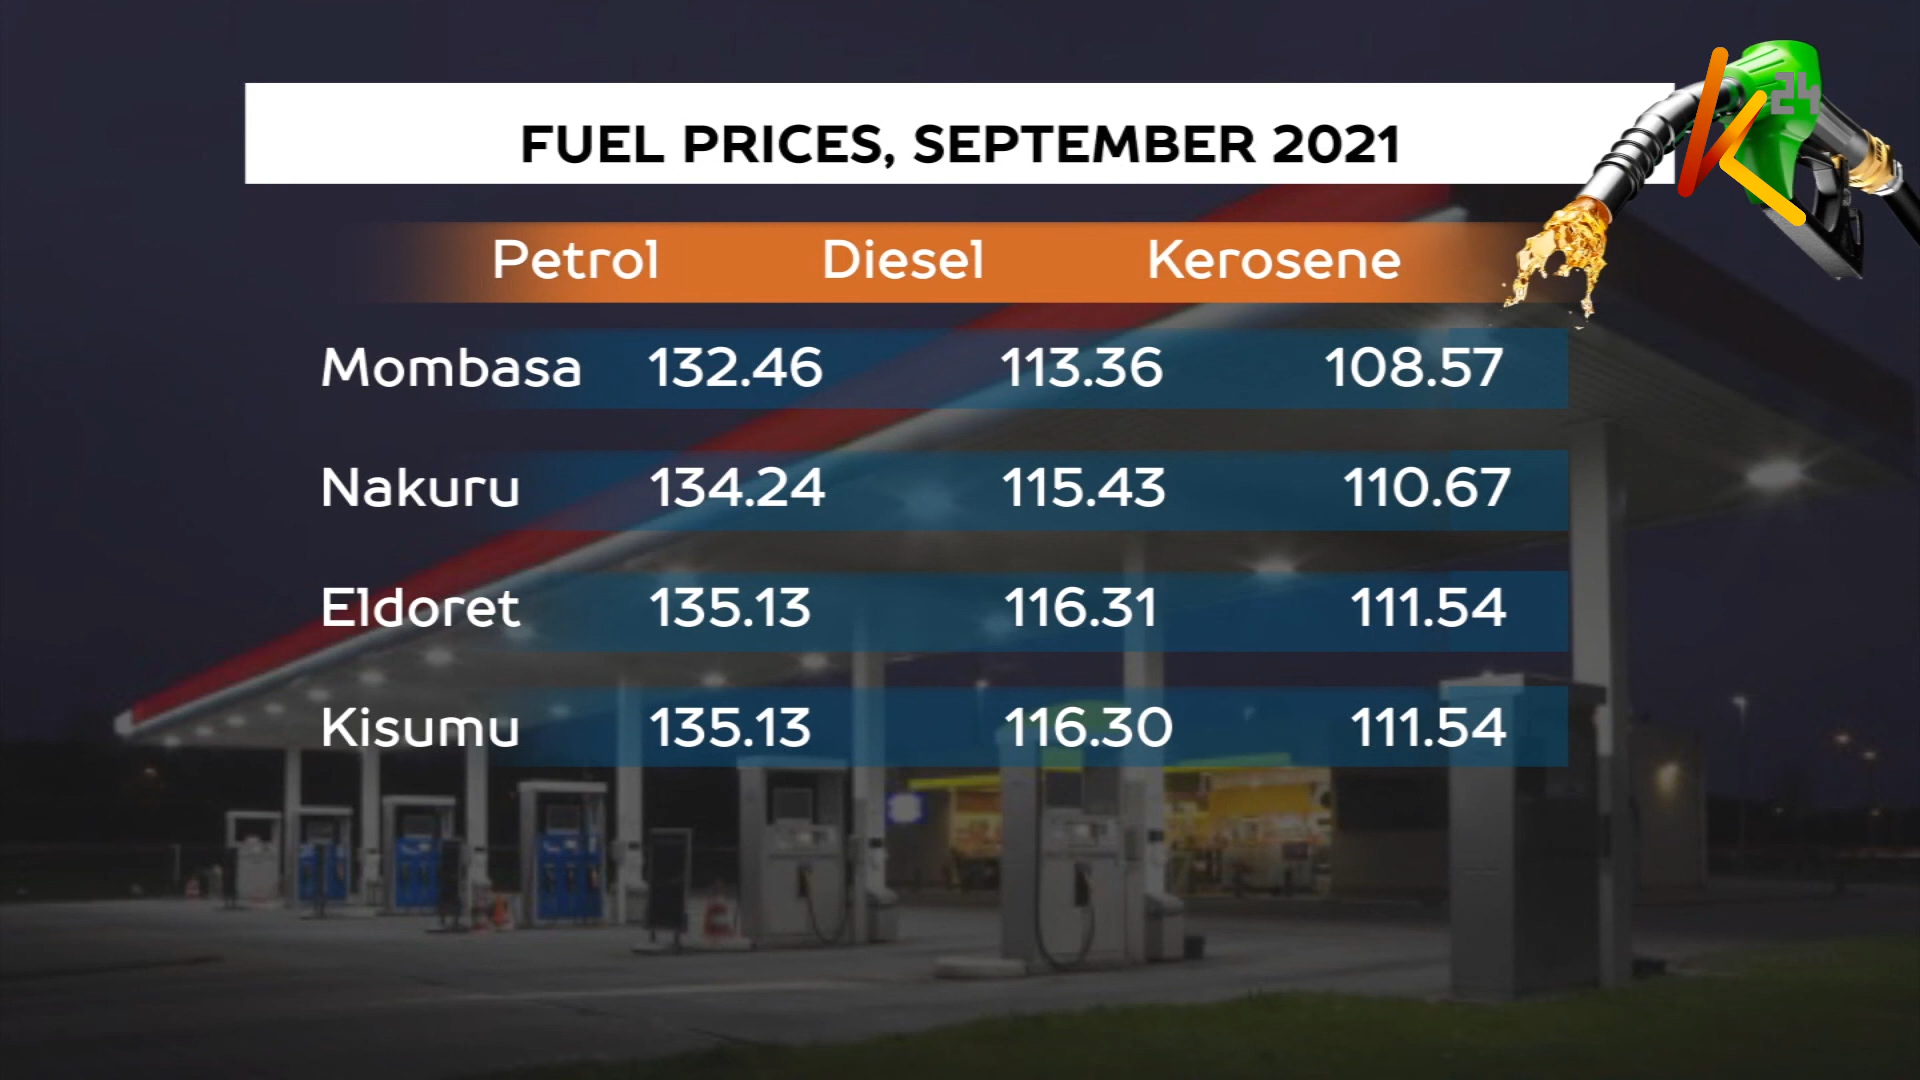 FUEL PRICES, SEPTEMBER 2021
24
Petrol Diesel Kerosene
Mombasa 132.46 113.36 108.57
Nakuru 134.24 115.43 110.67
Eldoret 135.13 116.31 111.54
Kisumu 135.13 116.30 111.54